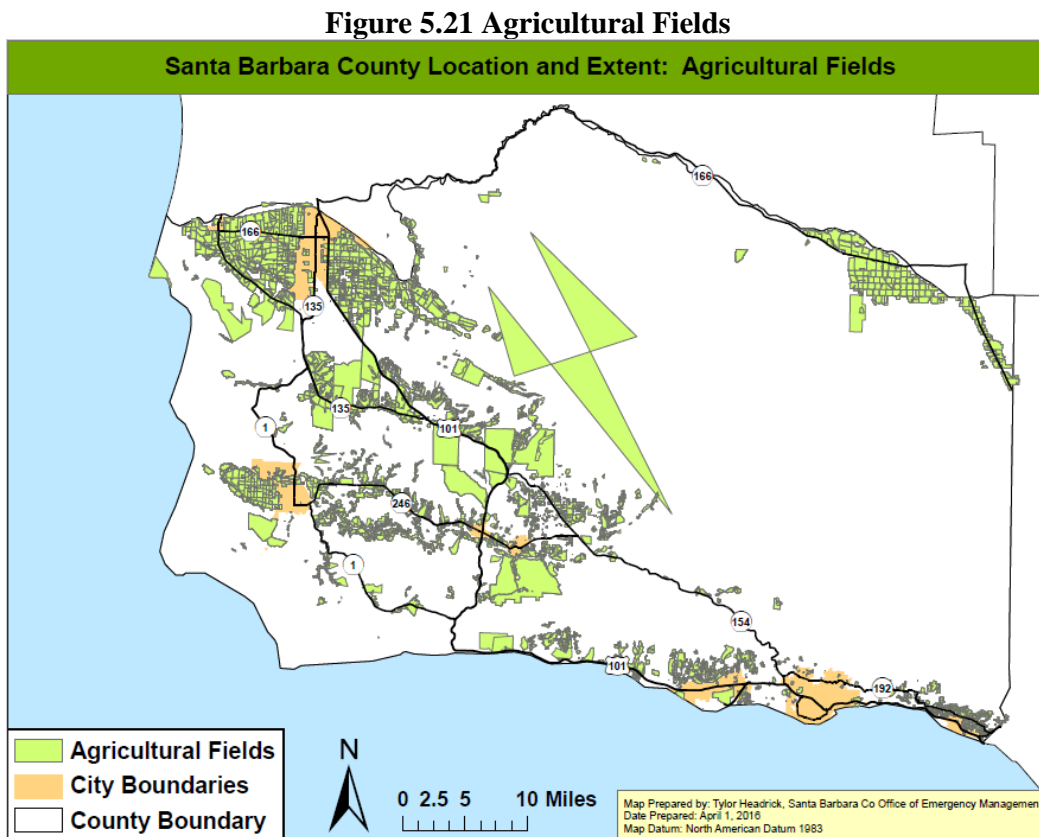 Figure 5.21 Agricultural Fields
Santa Barbara County Location and Extent: Agricultural Fields
166
166
135
135
1
101
246
1
154
101
192
Agricultural Fields
City Boundaries
County Boundary
N
0 2.5 5 10 Miles
Map Prepared by: Tylor Headrick, Santa Barbara Co Office of Emergency Management
Date Prepared: April 1, 2016
Map Datum: North American Datum 1983